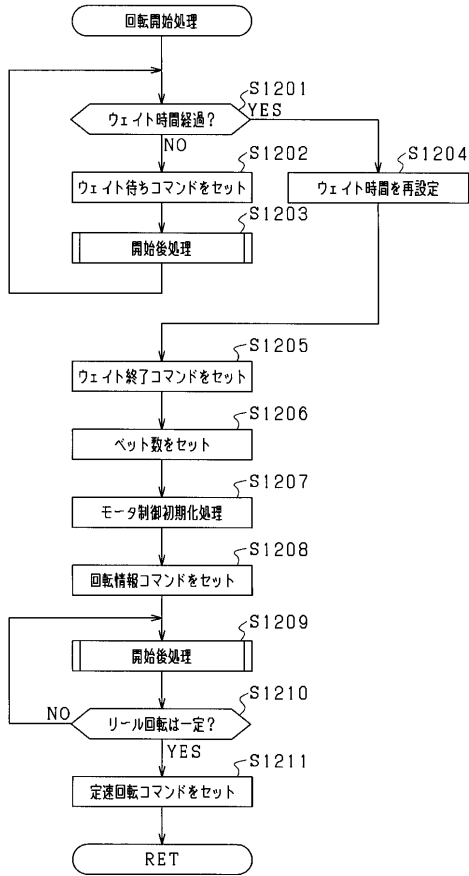 回転開始処理
S1201
ウェイト時間経過?
YES
NO
S1202
S1204
ウェイト待ちコマンドをセット
ウェイト時間を再設定
S1203
開始後処理
S1205
ウェイト終了コマンドをセット
S1206
ベット数をセット
S1207
モータ制御初期化処理
S1208
回転情報コマンドをセット
S1209
開始後処理
S1210
NO
リール回転は一定?
YES
S1211
定速回転コマンドをセット
RET